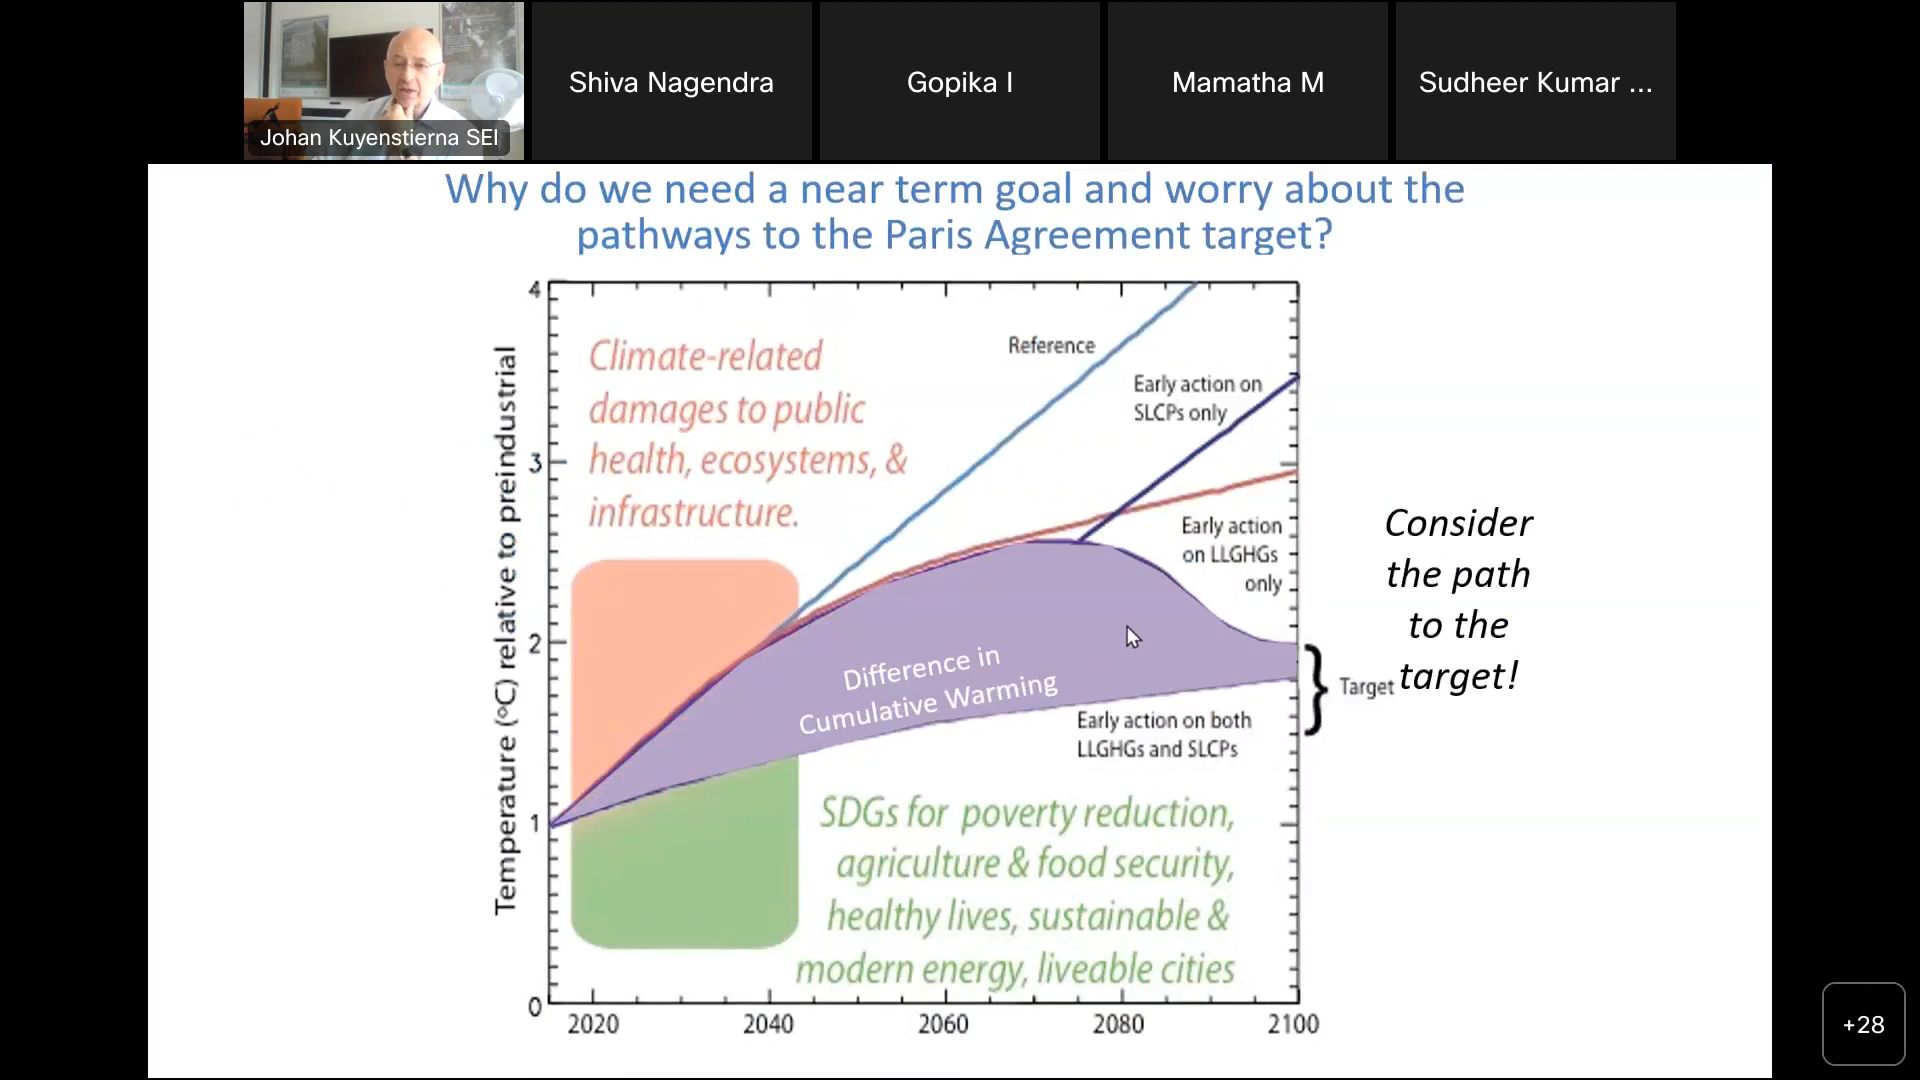 Johan Kuyenstierna SEI
Shiva Nagendra
Gopika I
Mamatha M
Sudheer Kumar ...
Why do we need a near term goal and worry about the
pathways to the Paris Agreement target?
Temperature (ºC) relative to preindustrial
4
3
2
1
0
2020
2040
2060
2080
2100
Climate-related
damages to public
health, ecosystems, &
infrastructure.
Reference
Early action on
SLCPs only
Early action
on LLGHGs
only
Difference in
Cumulative Warming
Early action on both
LLGHGs and SLCPs
Target
SDGs for poverty reduction,
agriculture & food security,
healthy lives, sustainable &
modern energy, liveable cities
Consider
the path
to the
target!
+28